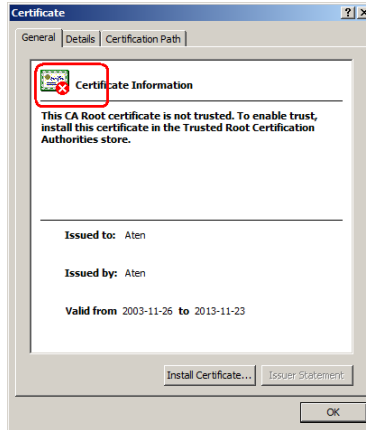 Certificate
General Details Certification Path
Certificate Information
This CA Root certificate is not trusted. To enable trust,
install this certificate in the Trusted Root Certification
Authorities store.
Issued to: Aten
Issued by: Aten
Valid from 2003-11-26 to 2013-11-23
Install Certificate... Issuer Statement
OK